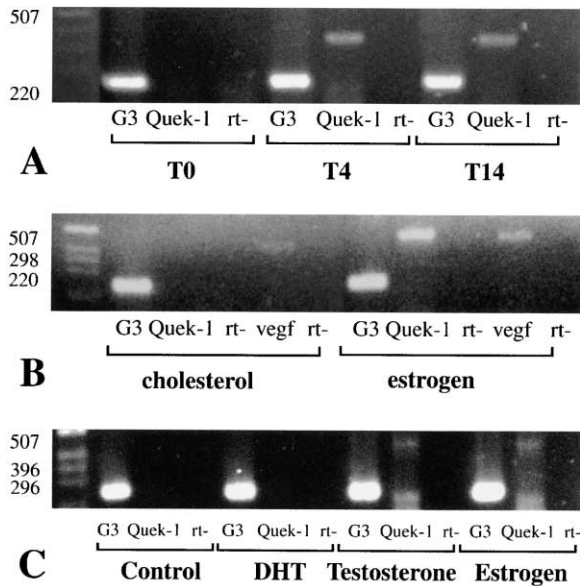 507
220
G3 Quek-1 rt- G3 Quek-1 rt- G3 Quek-1 rt-
A T0 T4 T14
507
298
220
G3 Quek-1 rt- vegf rt- G3 Quek-1 rt- vegf rt-
B cholesterol estrogen
507
396
296
G3 Quek-1 rt- G3 Quek-1 rt- G3 Quek-1 rt- G3 Quek-1 rt-
C Control DHT Testosterone Estrogen